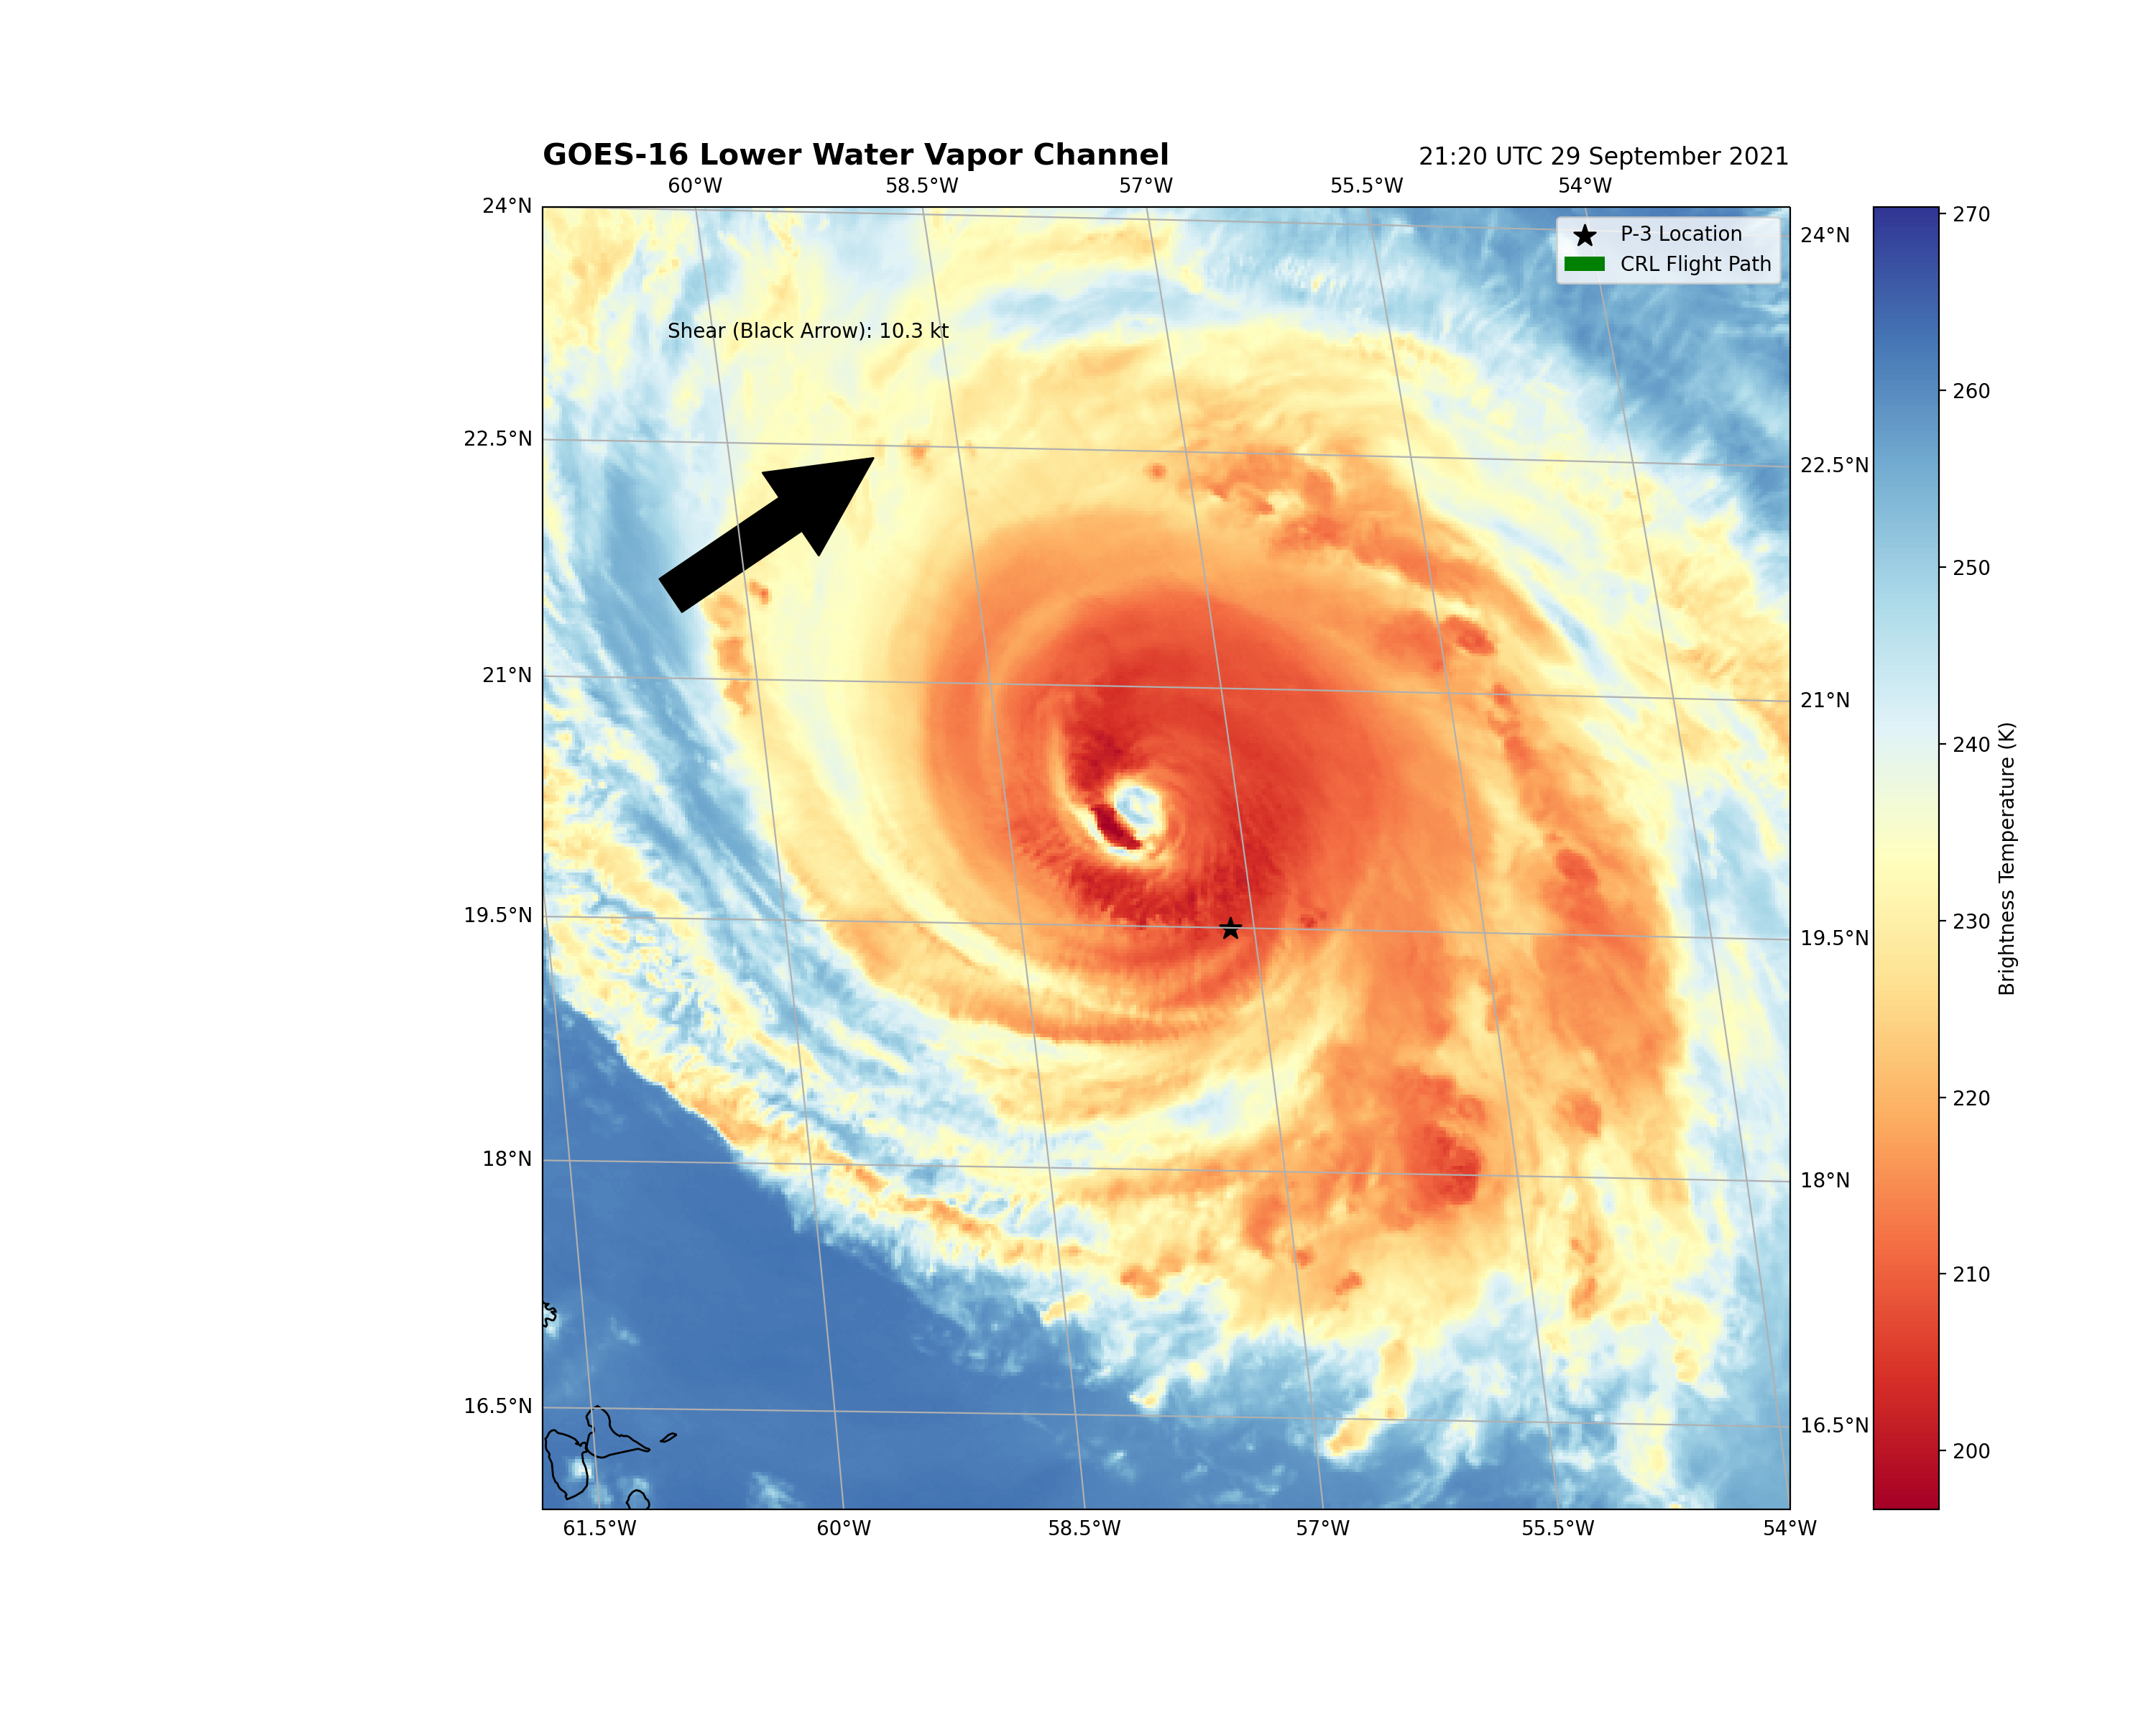 GOES-16 Lower Water Vapor Channel
21:20 UTC 29 September 2021
60°W 58.5°W 57°W 55.5°W 54°W
24°N
24°N
270
P-3 Location
CRL Flight Path
Shear (Black Arrow): 10.3 kt
260
22.5°N
22.5°N
250
21°N
21°N
240
Brightness Temperature (K)
230
19.5°N
19.5°N
220
18°N
18°N
210
16.5°N
16.5°N
200
61.5°W 60°W 58.5°W 57°W 55.5°W 54°W